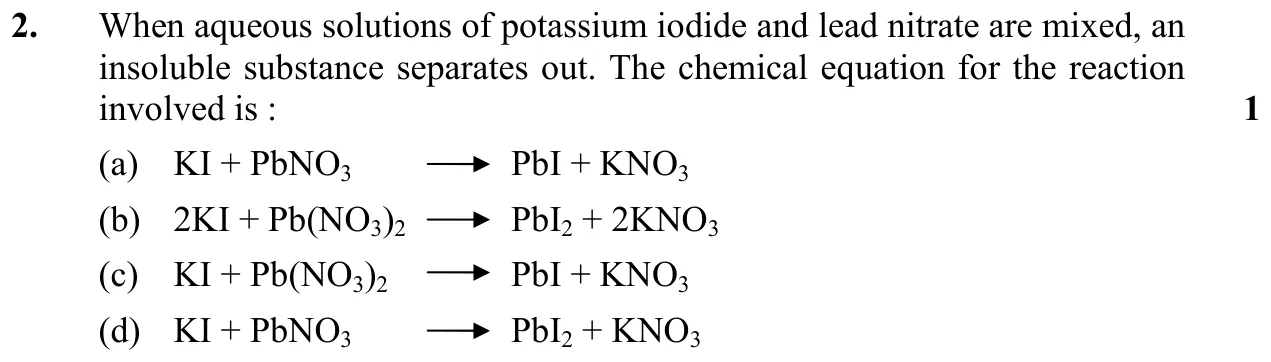 2. When aqueous solutions of potassium iodide and lead nitrate are mixed, an
insoluble substance separates out. The chemical equation for the reaction
involved is : 1
(a) KI + PbNO₃ ⟶ PbI + KNO₃
(b) 2KI + Pb(NO₃)₂ ⟶ PbI₂ + 2KNO₃
(c) KI + Pb(NO₃)₂ ⟶ PbI + KNO₃
(d) KI + PbNO₃ ⟶ PbI₂ + KNO₃